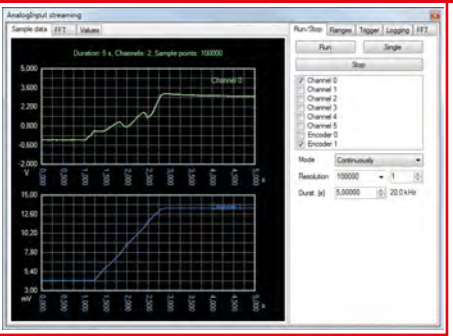 AnalogInput streaming
Sample data FFT Values
Run/Stop Ranges Trigger Logging FFT
Duration: 5 s, Channels: 2, Sample points: 100000
Run Single
Stop
Channel 0
5,000
3,600
2,200
0,800
-0,600
-2,000
V
0,000 0,500 1,000 1,500 2,000 2,500 3,000 3,500 4,000 4,500 5,000 s
15,00
12,60
10,20
7,80
5,40
3,00
mV
0,000 0,500 1,000 1,500 2,000 2,500 3,000 3,500 4,000 4,500 5,000 s
Channel 0
Channel 1
Channel 2
Channel 3
Channel 4
Channel 5
Encoder 0
Encoder 1
Mode Continuously
Resolution 100000 1
Durat. [s] 5,00000 20,0 kHz